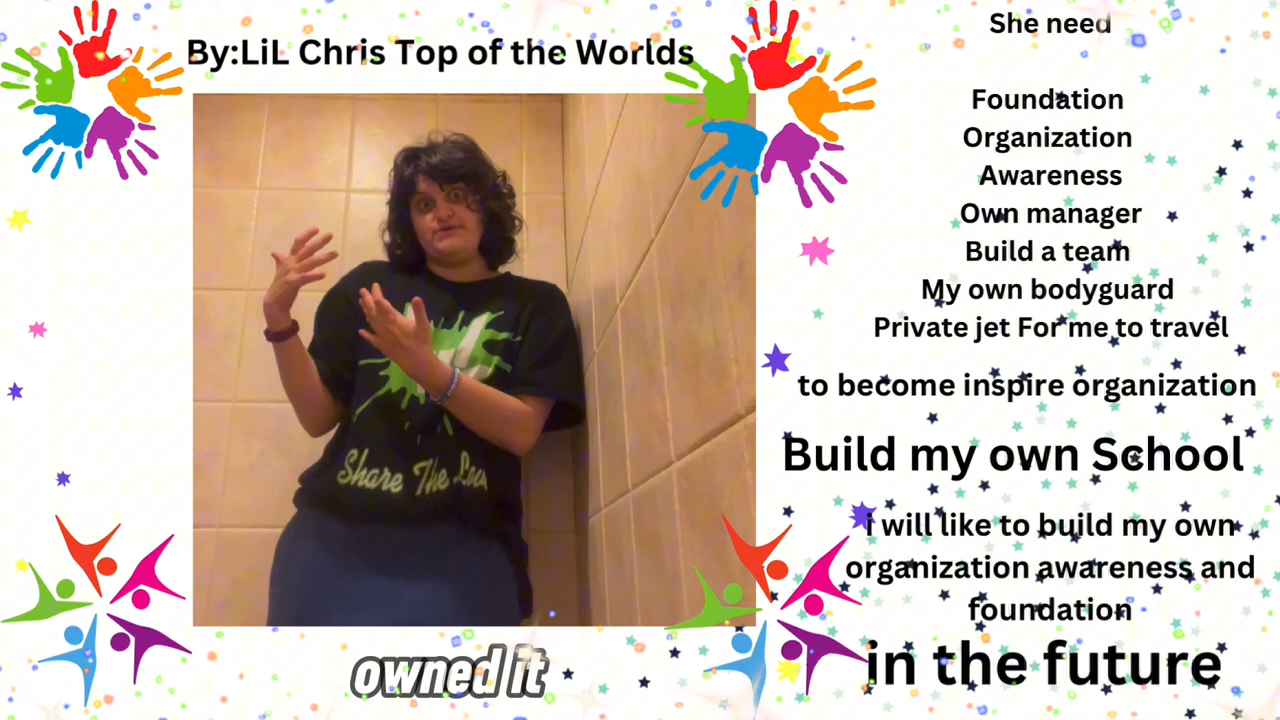 By:LiL Chris Top of the Worlds
Share The Love
owned it
She need
Foundation
Organization
Awareness
Own manager
Build a team
My own bodyguard
Private jet For me to travel
to become inspire organization
Build my own School
i will like to build my own
organization awareness and
foundation
in the future